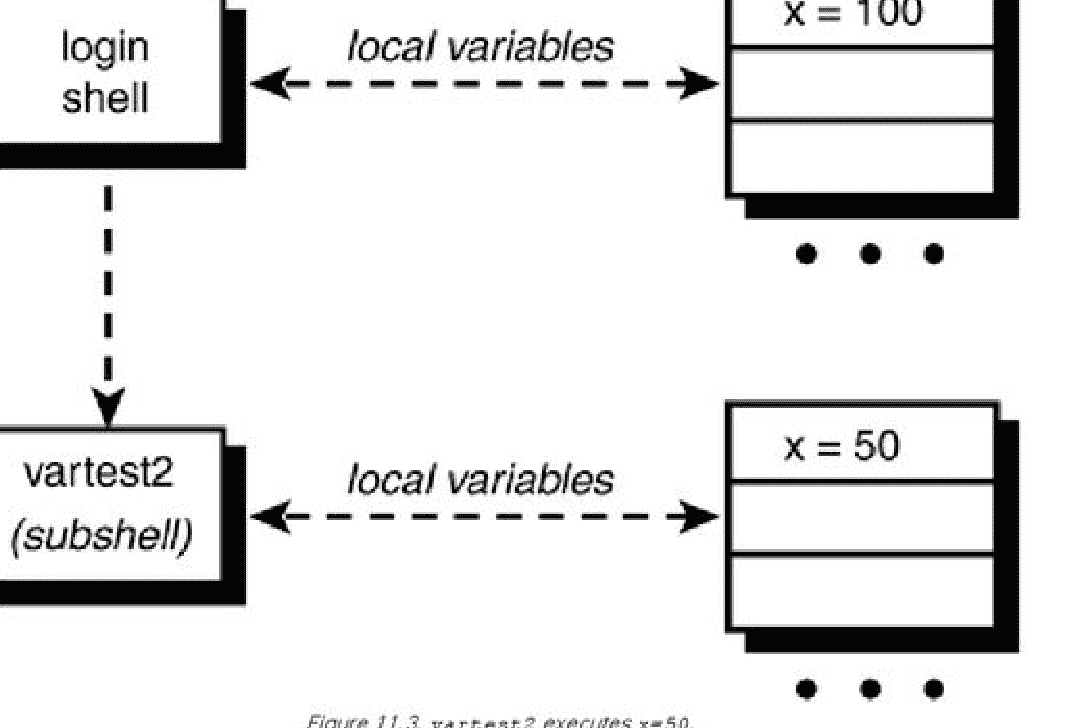 x = 100
login
shell
local variables
vartest2
(subshell)
local variables
x = 50
Figure 11.3. vartest2 executes x=50.